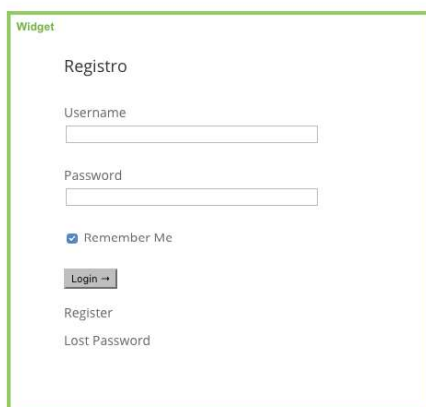 Widget
Registro
Username
Password
Remember Me
Login →
Register
Lost Password